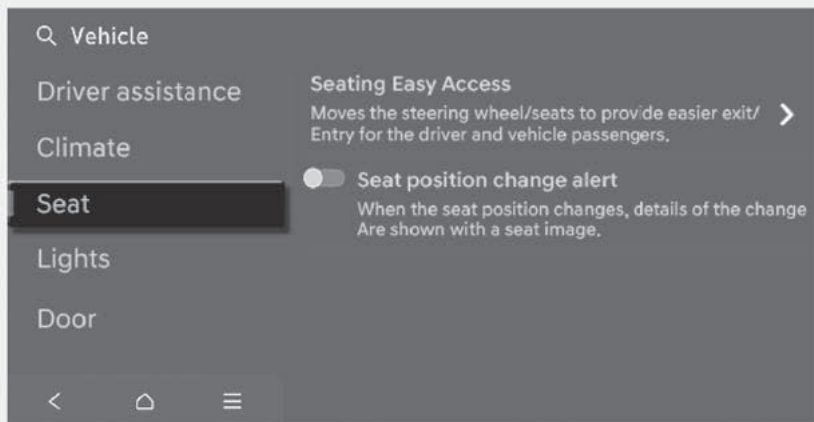 Vehicle
Driver assistance
Climate
Seat
Lights
Door
Seating Easy Access
Moves the steering wheel/seats to provide easier exit/
Entry for the driver and vehicle passengers.
Seat position change alert
When the seat position changes, details of the change
Are shown with a seat image.